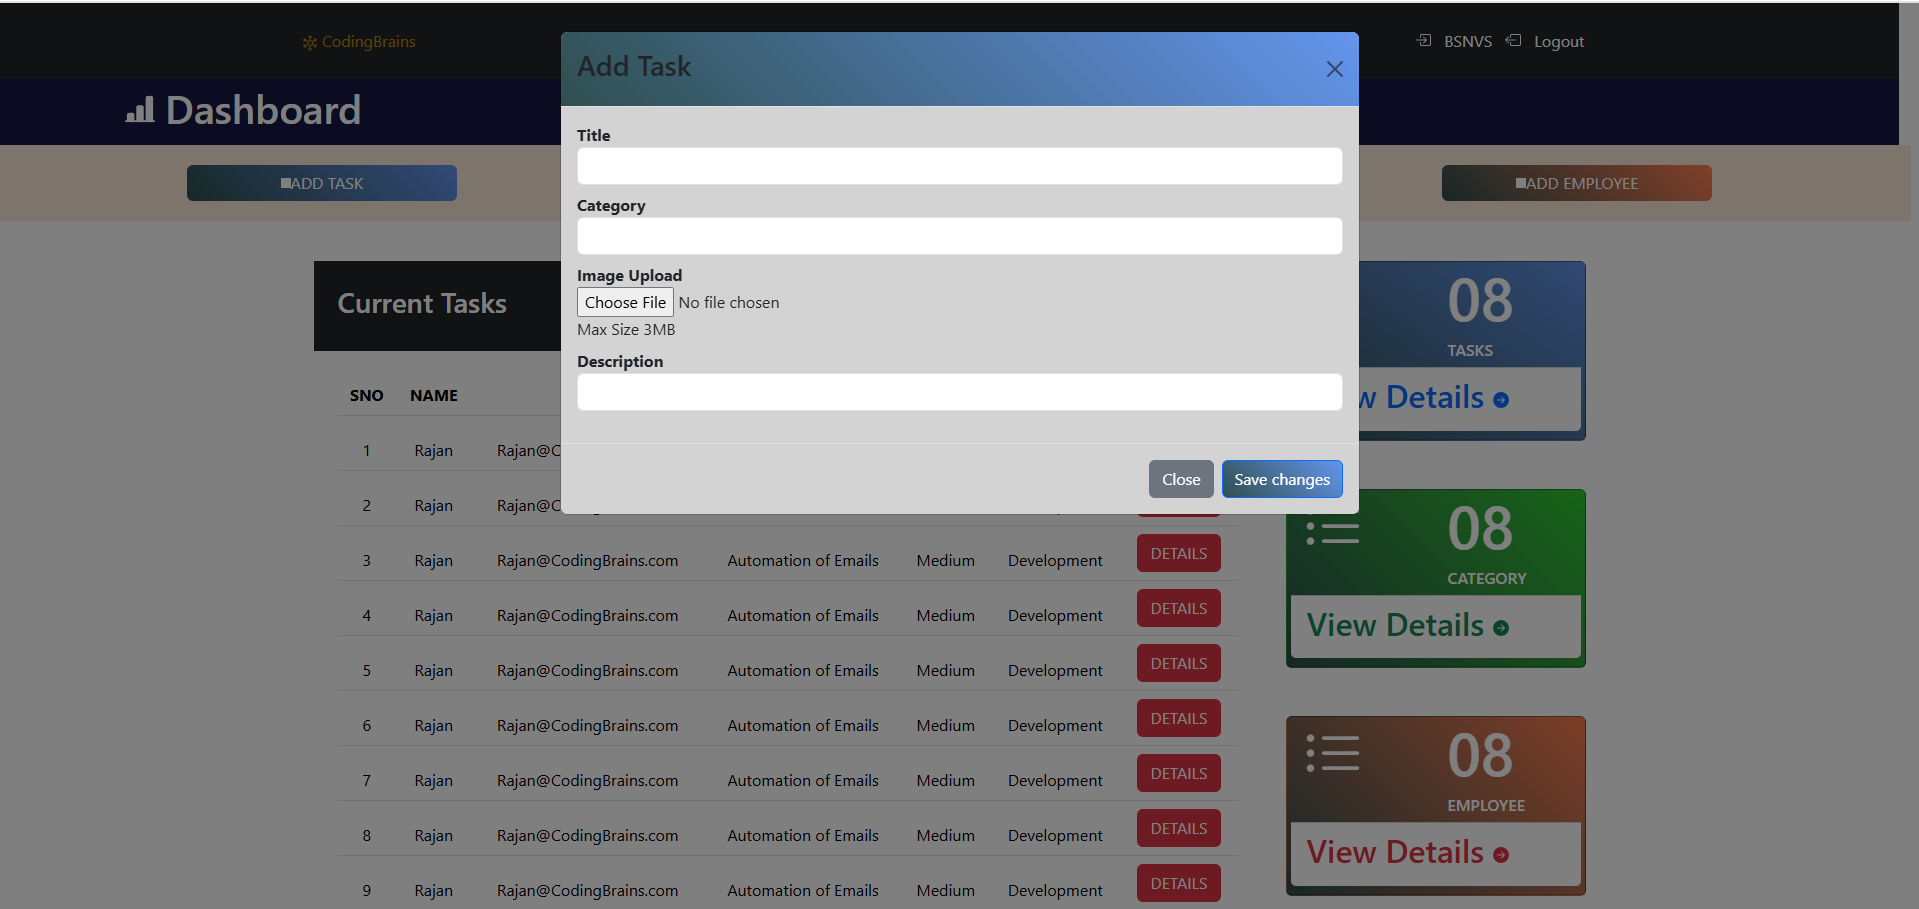 CodingBrains
BSNVS
Logout
Dashboard
ADD TASK
ADD EMPLOYEE
Add Task
Title
Category
Image Upload
Choose File No file chosen
Max Size 3MB
Description
Close
Save changes
Current Tasks
SNO NAME
1 Rajan Rajan@C
2 Rajan Rajan@C
3 Rajan Rajan@CodingBrains.com Automation of Emails Medium Development DETAILS
4 Rajan Rajan@CodingBrains.com Automation of Emails Medium Development DETAILS
5 Rajan Rajan@CodingBrains.com Automation of Emails Medium Development DETAILS
6 Rajan Rajan@CodingBrains.com Automation of Emails Medium Development DETAILS
7 Rajan Rajan@CodingBrains.com Automation of Emails Medium Development DETAILS
8 Rajan Rajan@CodingBrains.com Automation of Emails Medium Development DETAILS
9 Rajan Rajan@CodingBrains.com Automation of Emails Medium Development DETAILS
08
TASKS
w Details
08
CATEGORY
View Details
08
EMPLOYEE
View Details